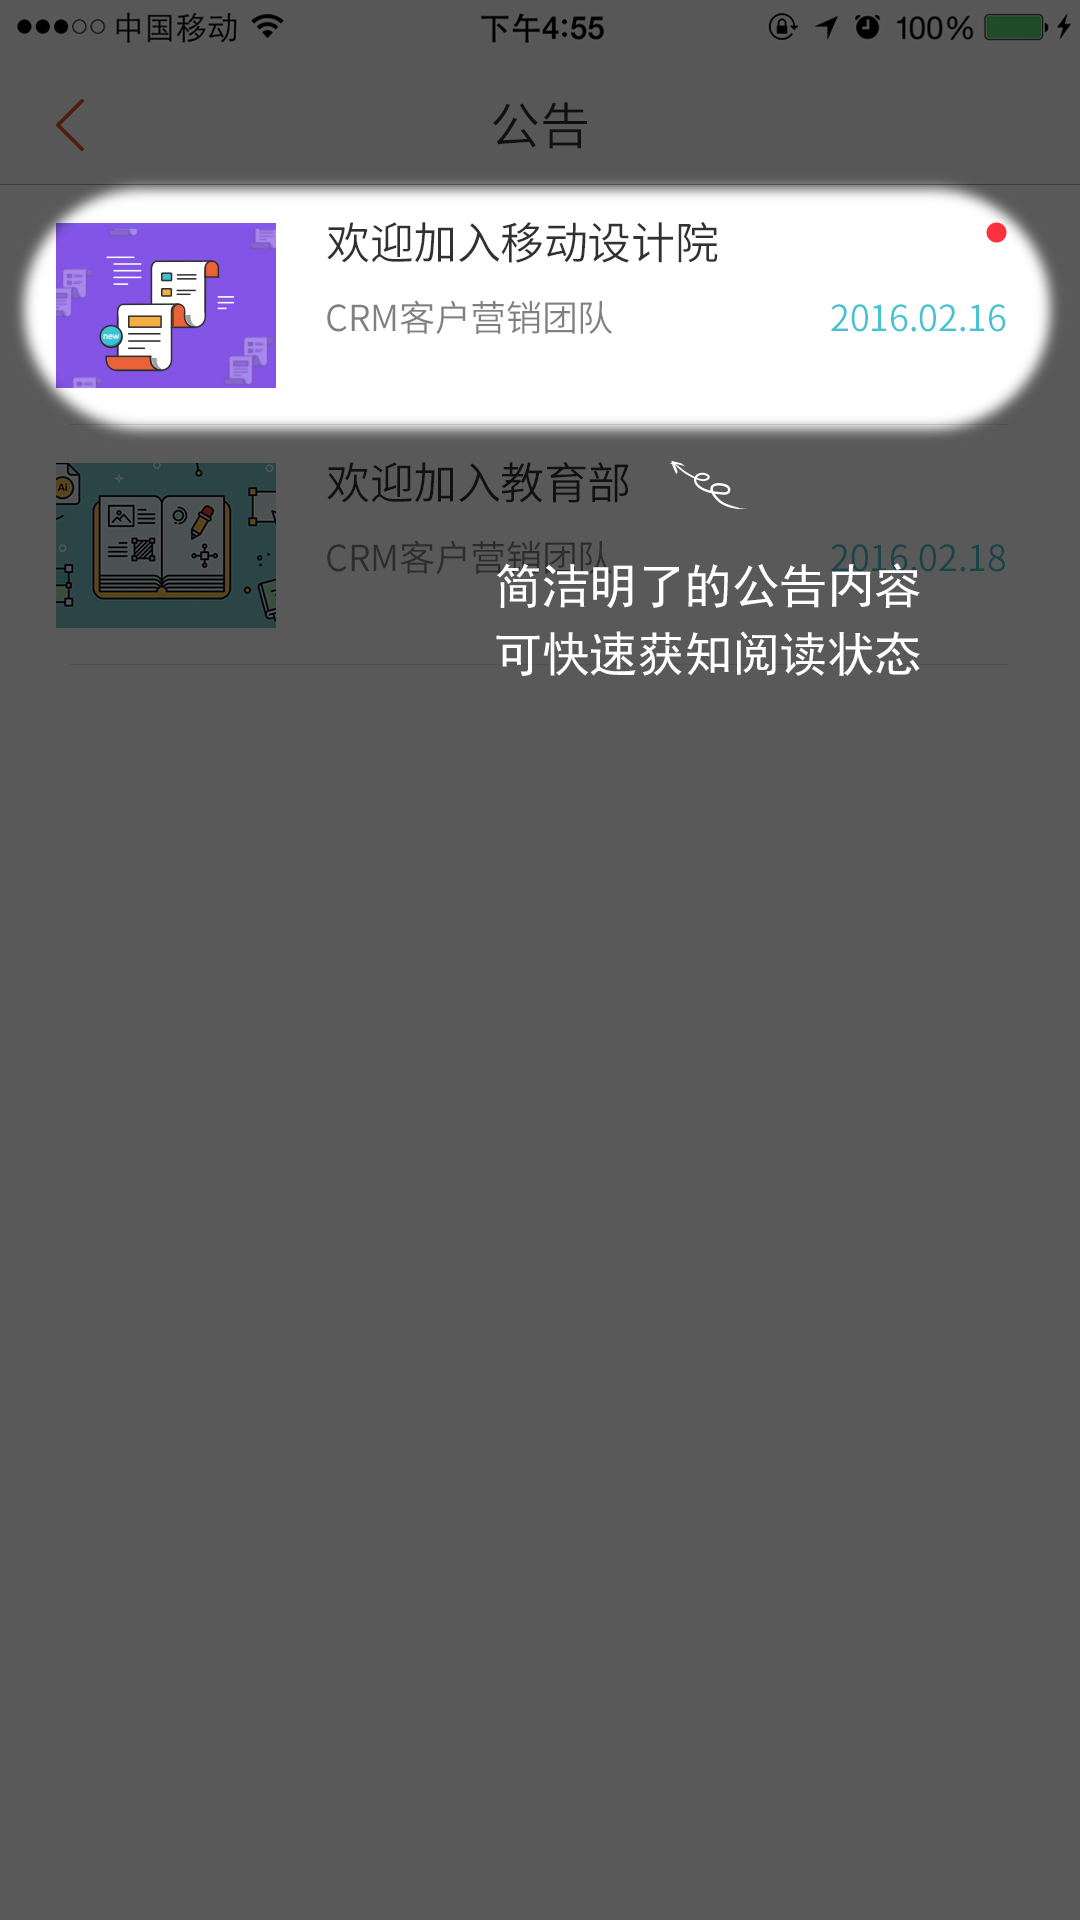 中国移动 下午4:55 100%
公告
欢迎加入移动设计院
CRM客户营销团队 2016.02.16
new
欢迎加入教育部
CRM客户营销团队 2016.02.18
Ai
简洁明了的公告内容
可快速获知阅读状态